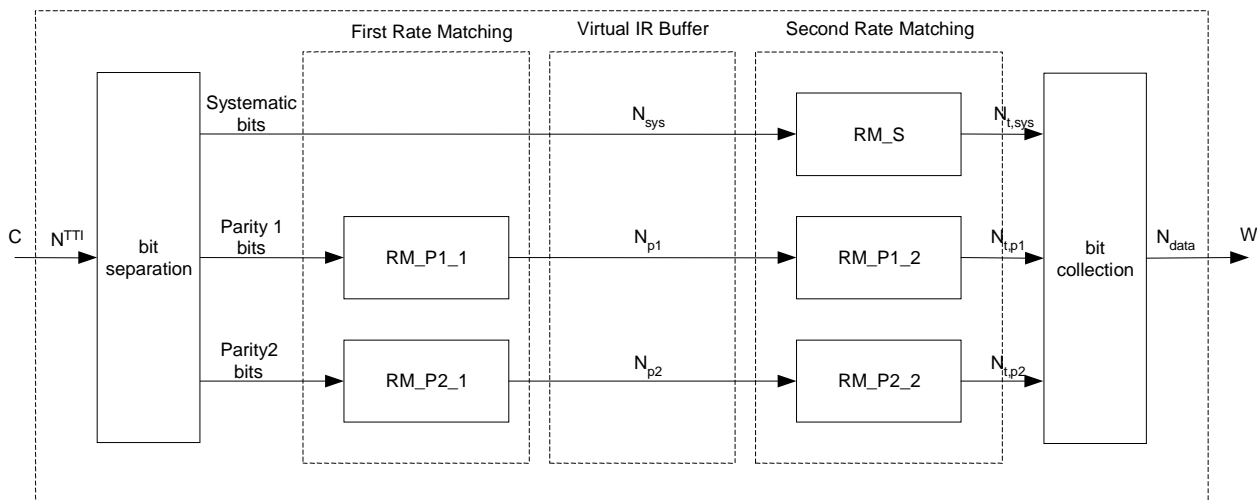 First Rate Matching
Virtual IR Buffer
Second Rate Matching
Systematic
bits
N_sys
RM_S
N_t,sys
C
N^TTI
bit
separation
Parity 1
bits
RM_P1_1
N_p1
RM_P1_2
N_t,p1
bit
collection
N_data
W
Parity2
bits
RM_P2_1
N_p2
RM_P2_2
N_t,p2